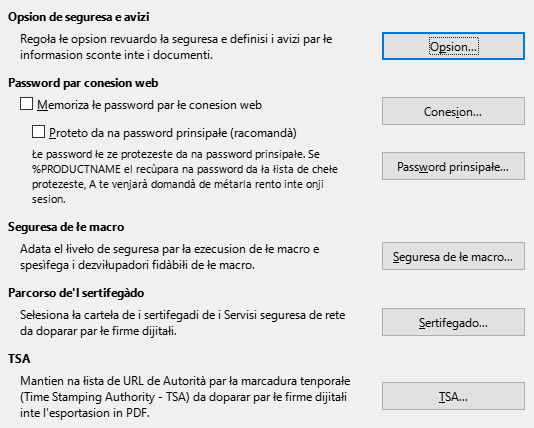 Opsion de seguresa e avizi
Regoła łe opsion revuardo ła seguresa e definisi i avizi par łe
informasion sconte inte i documenti.
Opsion...
Password par conesion web
Memoriza łe password par łe conesion web
Conesion...
Proteto da na password prinsipałe (racomandà)
Łe password łe ze protezeste da na password prinsipałe. Se
%PRODUCTNAME el recùpara na password da ła łista de chełe
protezeste, A te venjarà domandà de métarla rento inte onji
sesion.
Password prinsipałe...
Seguresa de łe macro
Adata el łiveło de seguresa par ła ezecusion de łe macro e
spesìfega i dezviłupadori fidàbiłi de łe macro.
Seguresa de łe macro...
Parcorso de'l sertifegàdo
Sełesiona ła carteła de i sertifegadi de i Servisi seguresa de rete
da doparar par łe firme dijitałi.
Sertifegado...
TSA
Mantien na łista de URL de Autorità par ła marcadura tenporałe
(Time Stamping Authority - TSA) da doparar par łe firme dijitałi
inte l'esportasion in PDF.
TSA...